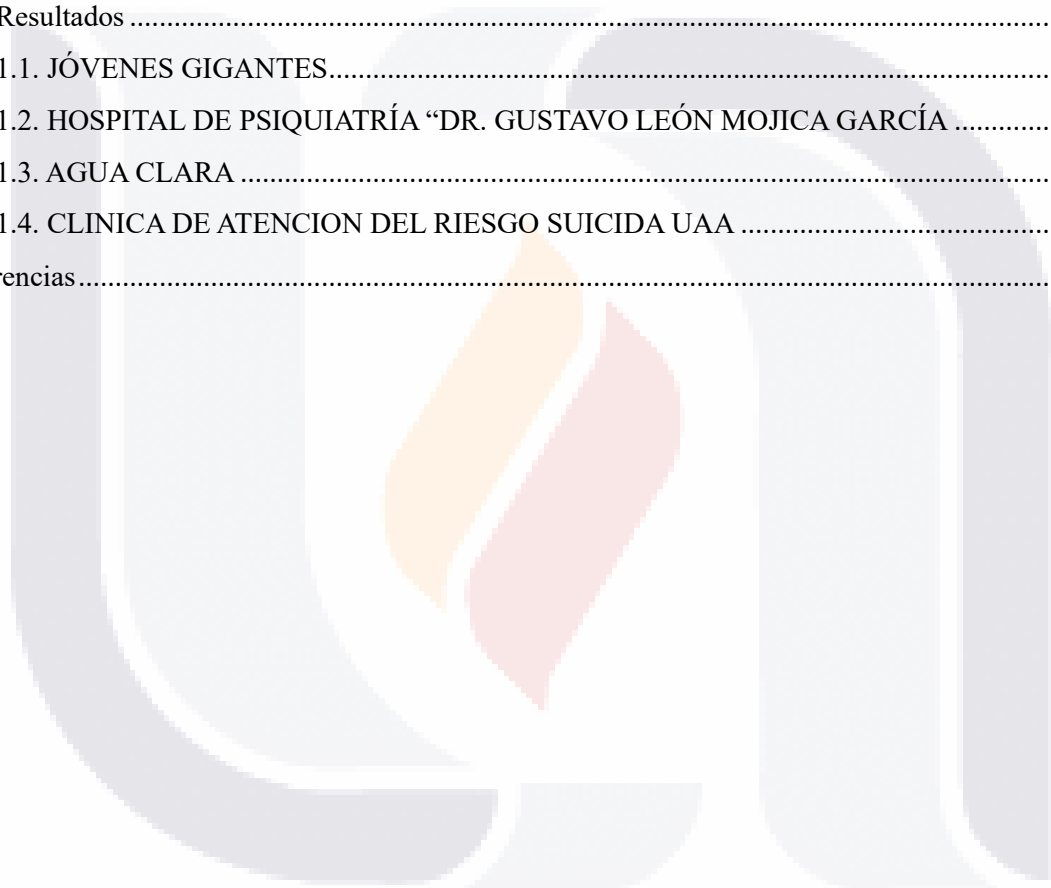 Resultados ..........................................................................................................................
1.1. JÓVENES GIGANTES................................................................................................
1.2. HOSPITAL DE PSIQUIATRÍA “DR. GUSTAVO LEÓN MOJICA GARCÍA ............
1.3. AGUA CLARA ..........................................................................................................
1.4. CLINICA DE ATENCION DEL RIESGO SUICIDA UAA ........................................
rencias.................................................................................................................................